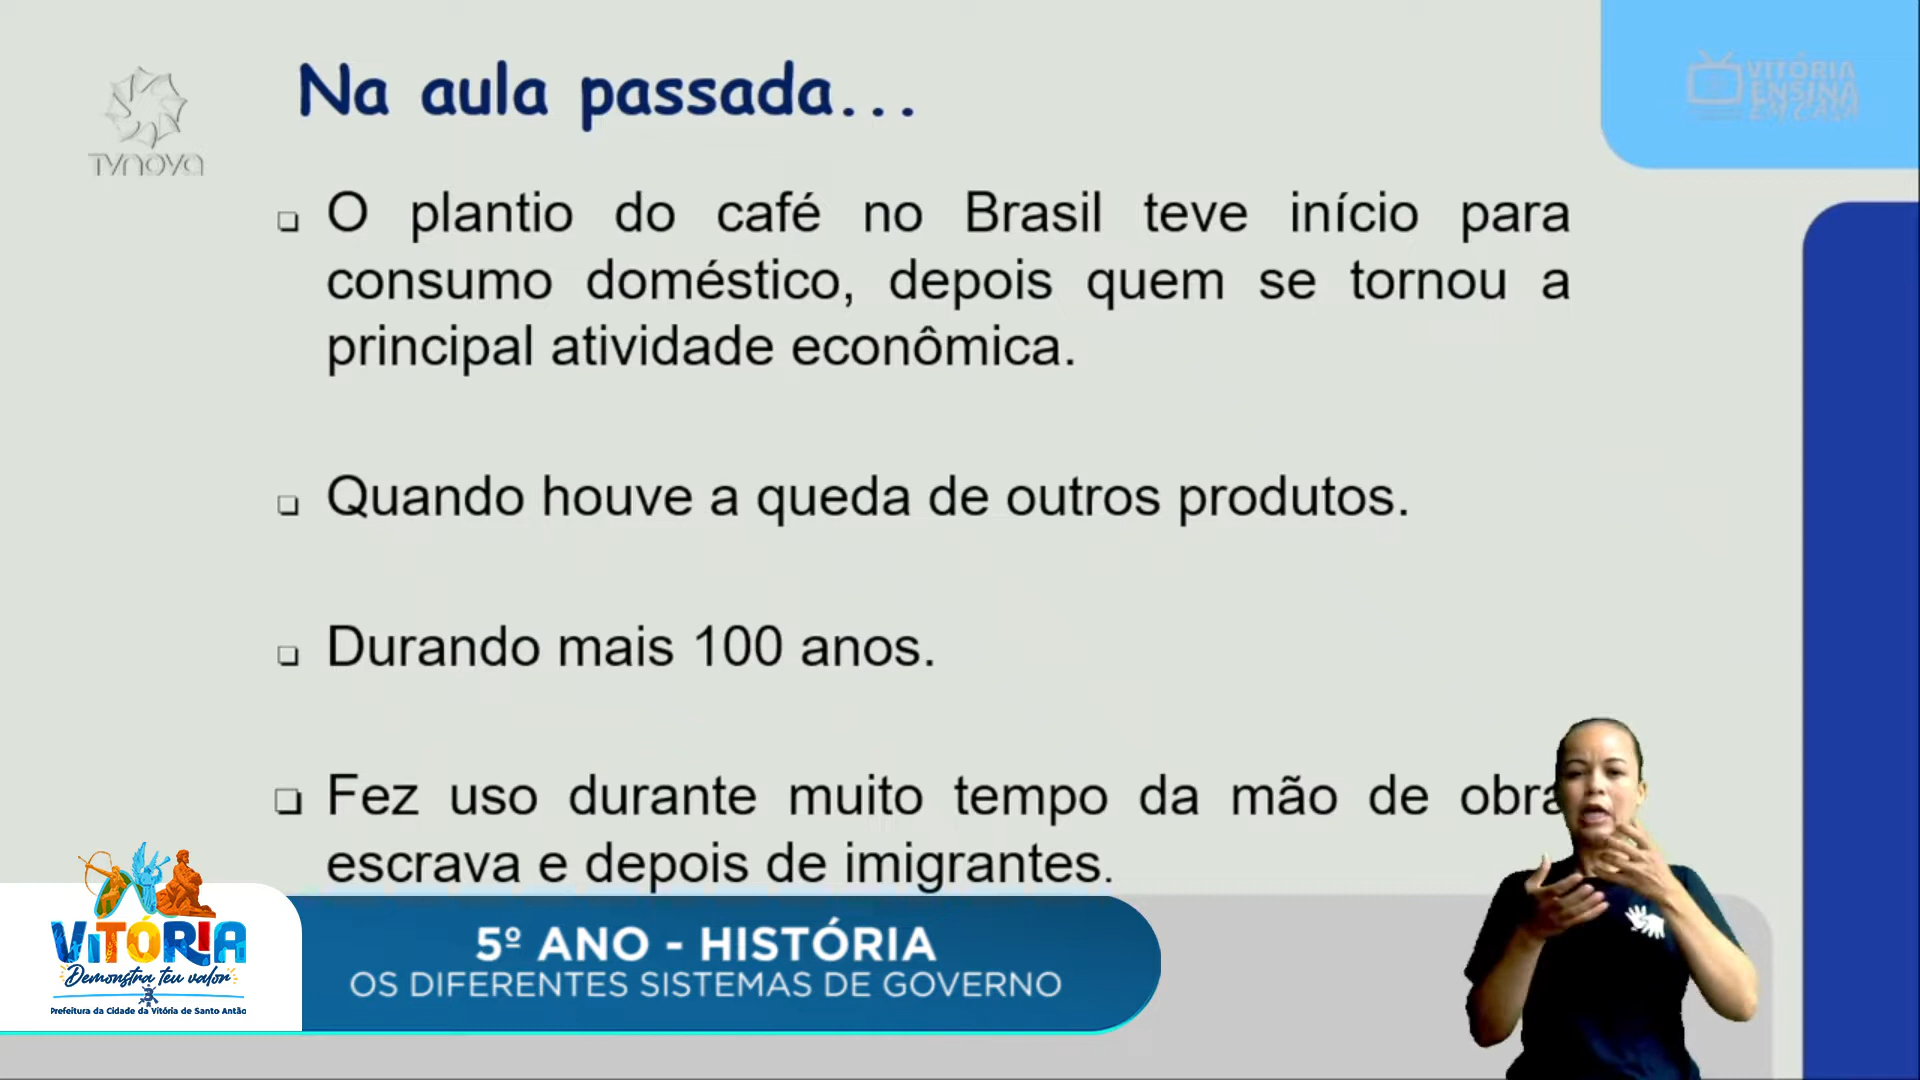 Na aula passada...
TVNOVA
VITÓRIA
ENSINA
EM CASA
❑ O plantio do café no Brasil teve início para
consumo doméstico, depois quem se tornou a
principal atividade econômica.
❑ Quando houve a queda de outros produtos.
❑ Durando mais 100 anos.
❑ Fez uso durante muito tempo da mão de obra
escrava e depois de imigrantes.
VITÓRIA
Demonstra teu valor
Prefeitura da Cidade da Vitória de Santo Antão
5º ANO - HISTÓRIA
OS DIFERENTES SISTEMAS DE GOVERNO